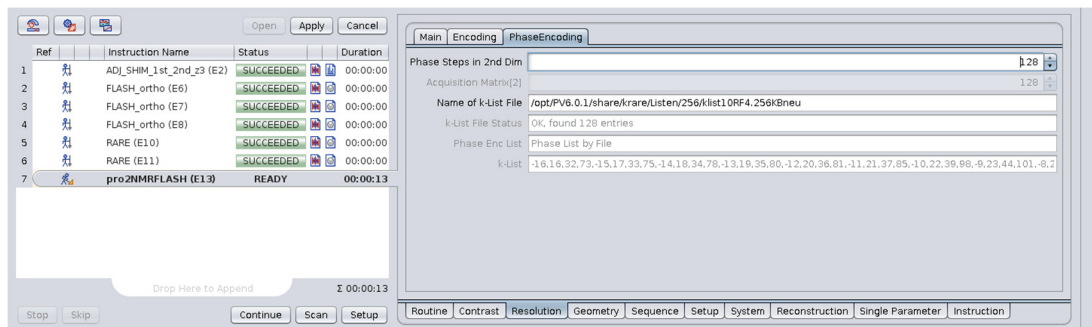 Open Apply Cancel
Ref Instruction Name Status Duration
1 ADJ_SHIM_1st_2nd_z3 (E2) SUCCEEDED 00:00:00
2 FLASH_ortho (E6) SUCCEEDED 00:00:00
3 FLASH_ortho (E7) SUCCEEDED 00:00:00
4 FLASH_ortho (E8) SUCCEEDED 00:00:00
5 RARE (E10) SUCCEEDED 00:00:00
6 RARE (E11) SUCCEEDED 00:00:00
7 pro2NMRFLASH (E13) READY 00:00:13
Drop Here to Append Σ 00:00:13
Stop Skip Continue Scan Setup
Main Encoding PhaseEncoding
Phase Steps in 2nd Dim 128
Acquisition Matrix[2] 128
Name of k-List File /opt/PV6.0.1/share/krare/Listen/256/klist10RF4.256KBneu
k-List File Status OK, found 128 entries
Phase Enc List Phase List by File
k-List -16,16,32,73,-15,17,33,75,-14,18,34,78,-13,19,35,80,-12,20,36,81,-11,21,37,85,-10,22,39,98,-9,23,44,101,-8,2
Routine Contrast Resolution Geometry Sequence Setup System Reconstruction Single Parameter Instruction